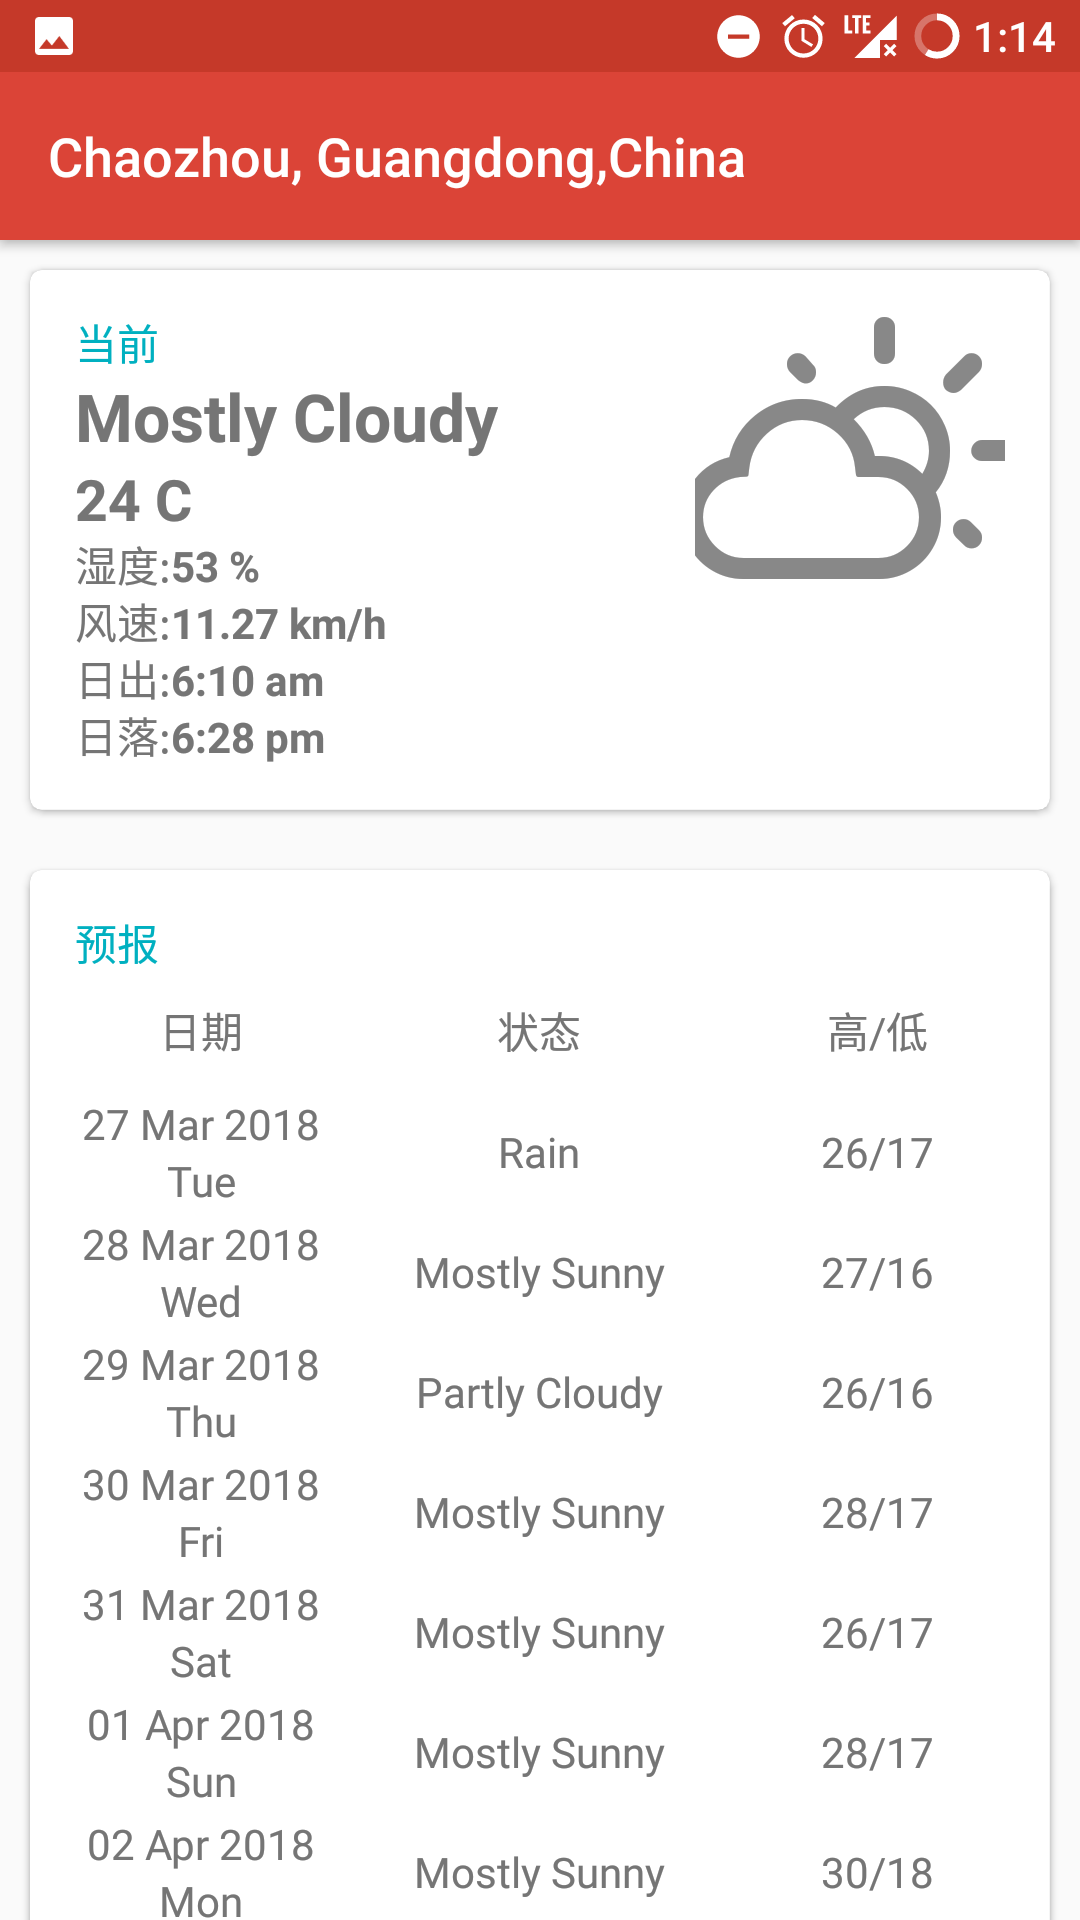 LTE 1:14
Chaozhou, Guangdong,China
当前
Mostly Cloudy
24 C
湿度:53 %
风速:11.27 km/h
日出:6:10 am
日落:6:28 pm
预报
日期 状态 高/低
27 Mar 2018
Tue
Rain 26/17
28 Mar 2018
Wed
Mostly Sunny 27/16
29 Mar 2018
Thu
Partly Cloudy 26/16
30 Mar 2018
Fri
Mostly Sunny 28/17
31 Mar 2018
Sat
Mostly Sunny 26/17
01 Apr 2018
Sun
Mostly Sunny 28/17
02 Apr 2018
Mon
Mostly Sunny 30/18